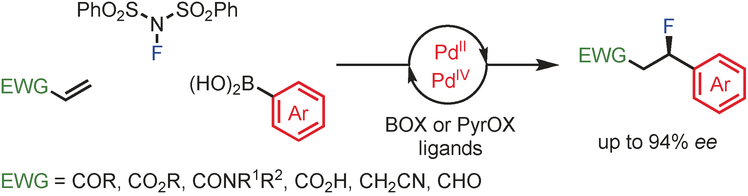 PhO₂S SO₂Ph
N
F
EWG
(HO)₂B
Ar
Pdᴵᴵ
Pdᴵⱽ
BOX or PyrOX
ligands
F
EWG
Ar
up to 94% ee
EWG = COR, CO₂R, CONR¹R², CO₂H, CH₂CN, CHO